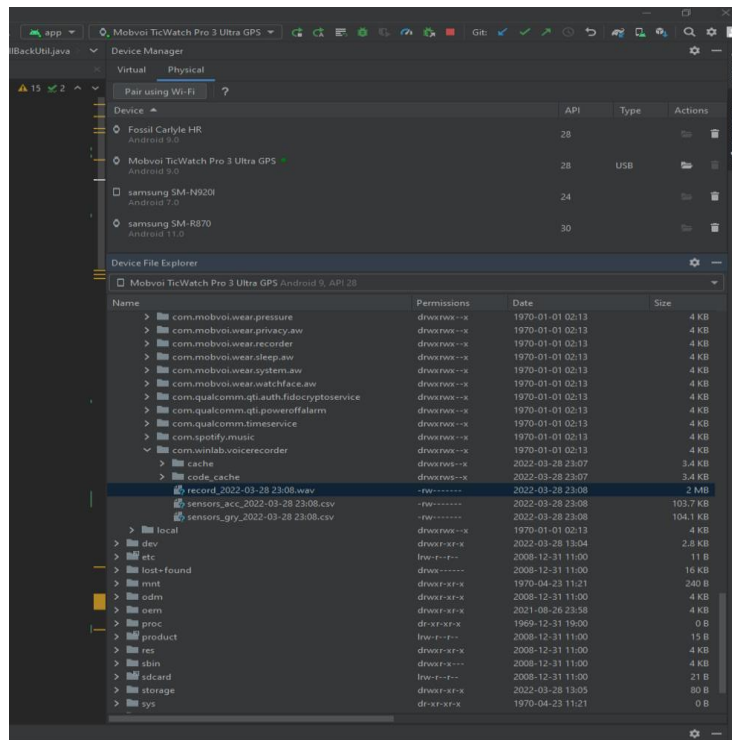 app Mobvoi TicWatch Pro 3 Ultra GPS Git:
llBackUtil.java Device Manager
Virtual Physical
15 2 Pair using Wi-Fi ?
Device API Type Actions
Fossil Carlyle HR
Android 9.0
28
Mobvoi TicWatch Pro 3 Ultra GPS
Android 9.0
28 USB
samsung SM-N920I
Android 7.0
24
samsung SM-R870
Android 11.0
30
Device File Explorer
Mobvoi TicWatch Pro 3 Ultra GPS Android 9, API 28
Name Permissions Date Size
com.mobvoi.wear.pressure drwxrwx--x 1970-01-01 02:13 4 KB
com.mobvoi.wear.privacy.aw drwxrwx--x 1970-01-01 02:13 4 KB
com.mobvoi.wear.recorder drwxrwx--x 1970-01-01 02:13 4 KB
com.mobvoi.wear.sleep.aw drwxrwx--x 1970-01-01 02:13 4 KB
com.mobvoi.wear.system.aw drwxrwx--x 1970-01-01 02:13 4 KB
com.mobvoi.wear.watchface.aw drwxrwx--x 1970-01-01 02:13 4 KB
com.qualcomm.qti.auth.fidocryptoservice drwxrwx--x 1970-01-01 02:13 4 KB
com.qualcomm.qti.poweroffalarm drwxrwx--x 1970-01-01 02:13 4 KB
com.qualcomm.timeservice drwxrwx--x 1970-01-01 02:13 4 KB
com.spotify.music drwxrwx--x 1970-01-01 02:13 4 KB
com.winlab.voicerecorder drwxrwx--x 1970-01-01 02:13 4 KB
cache drwxrws--x 2022-03-28 23:07 3.4 KB
code_cache drwxrws--x 2022-03-28 23:07 3.4 KB
record_2022-03-28 23:08.wav -rw------- 2022-03-28 23:08 2 MB
sensors_acc_2022-03-28 23:08.csv -rw------- 2022-03-28 23:08 103.7 KB
sensors_gry_2022-03-28 23:08.csv -rw------- 2022-03-28 23:08 104.1 KB
local drwxrwx--x 1970-01-01 02:13 4 KB
dev drwxr-xr-x 2022-03-28 13:04 2.8 KB
etc lrw-r--r-- 2008-12-31 11:00 11 B
lost+found drwx------ 2008-12-31 11:00 16 KB
mnt drwxr-xr-x 1970-04-23 11:21 240 B
odm drwxr-xr-x 2008-12-31 11:00 4 KB
oem drwxr-xr-x 2021-08-26 23:58 4 KB
proc dr-xr-xr-x 1969-12-31 19:00 0 B
product lrw-r--r-- 2008-12-31 11:00 15 B
res drwxr-xr-x 2008-12-31 11:00 4 KB
sbin drwxr-x--- 2008-12-31 11:00 4 KB
sdcard lrw-r--r-- 2008-12-31 11:00 21 B
storage drwxr-xr-x 2022-03-28 13:05 80 B
sys dr-xr-xr-x 1970-04-23 11:21 0 B